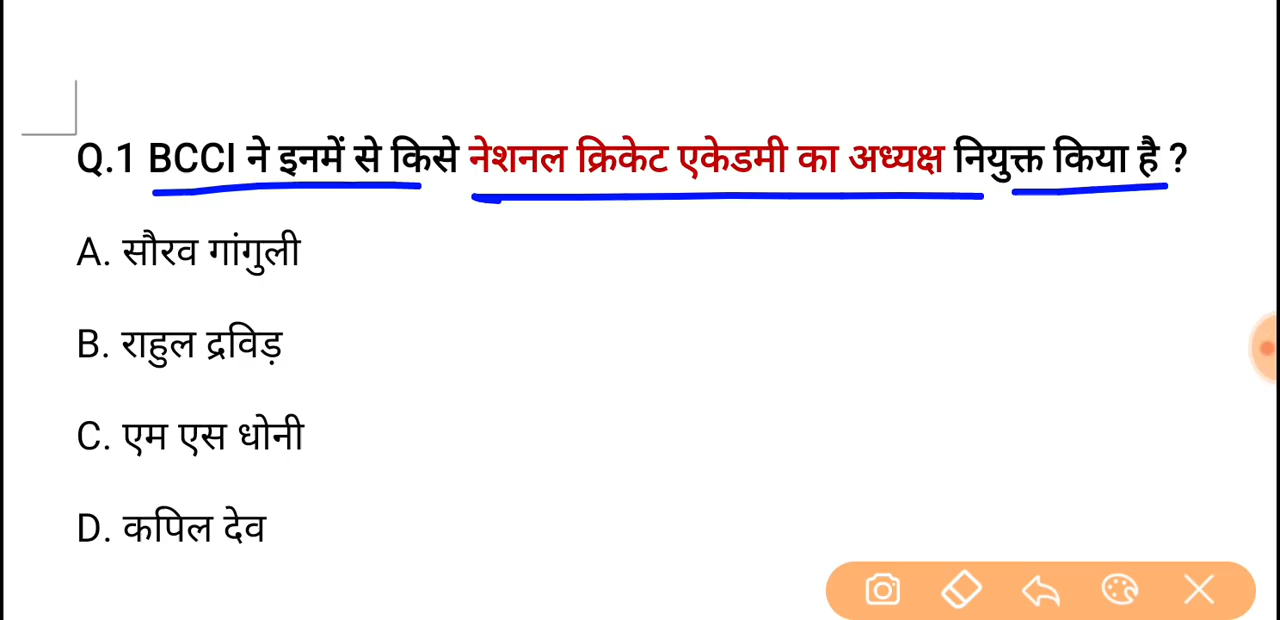 Q.1 BCCI ने इनमें से किसे नेशनल क्रिकेट एकेडमी का अध्यक्ष नियुक्त किया है ?
A. सौरव गांगुली
B. राहुल द्रविड़
C. एम एस धोनी
D. कपिल देव